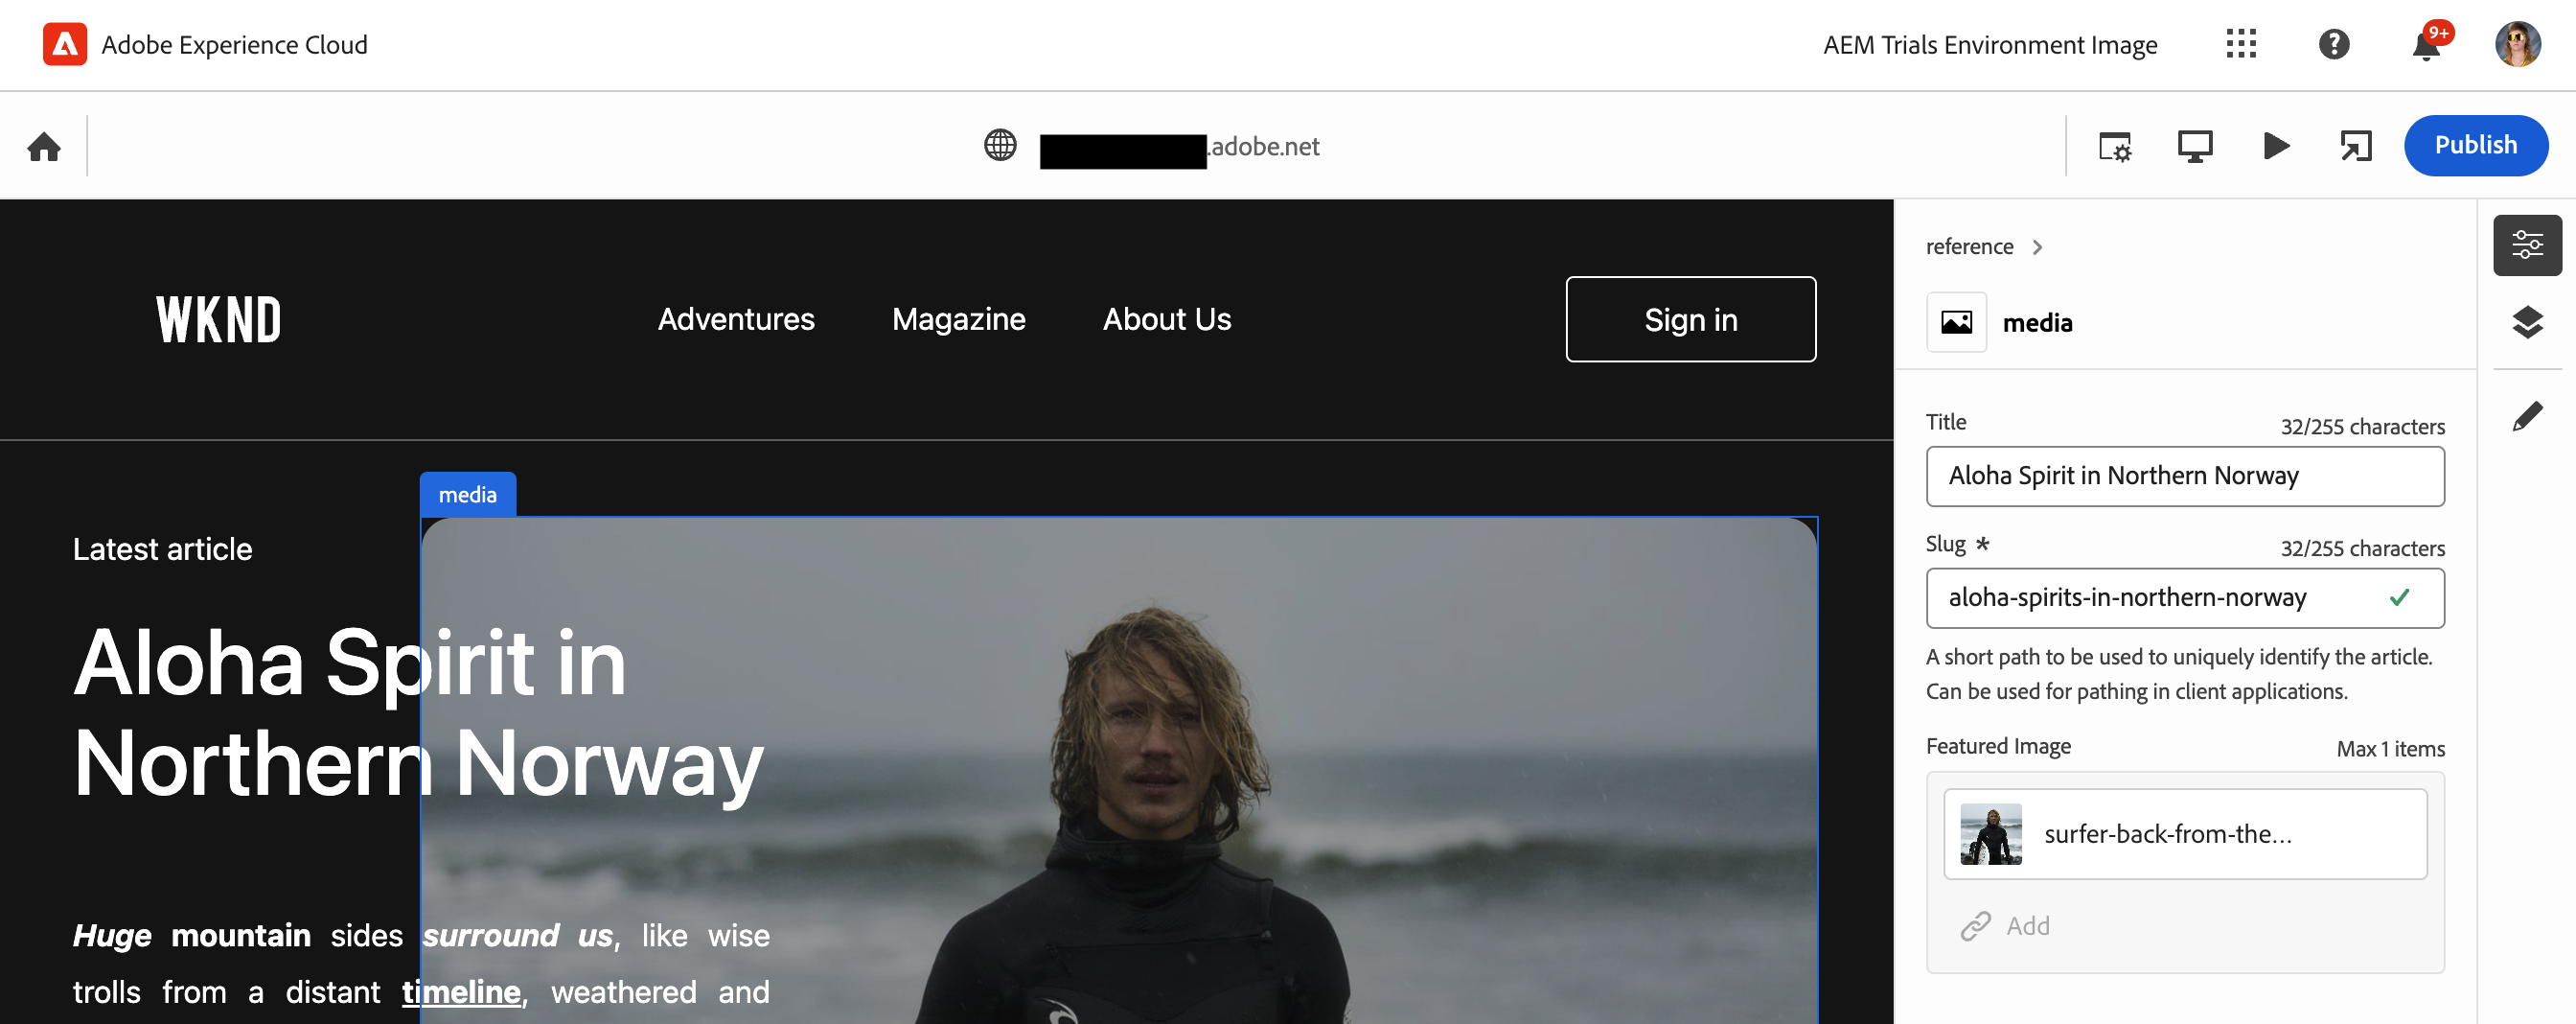 Adobe Experience Cloud
AEM Trials Environment Image
9+
.adobe.net
Publish
WKND
Adventures
Magazine
About Us
Sign in
media
Latest article
Aloha Spirit in
Northern Norway
Huge mountain sides surround us, like wise
trolls from a distant timeline, weathered and
reference
media
Title
32/255 characters
Aloha Spirit in Northern Norway
Slug *
32/255 characters
aloha-spirits-in-northern-norway
A short path to be used to uniquely identify the article.
Can be used for pathing in client applications.
Featured Image
Max 1 items
surfer-back-from-the...
Add